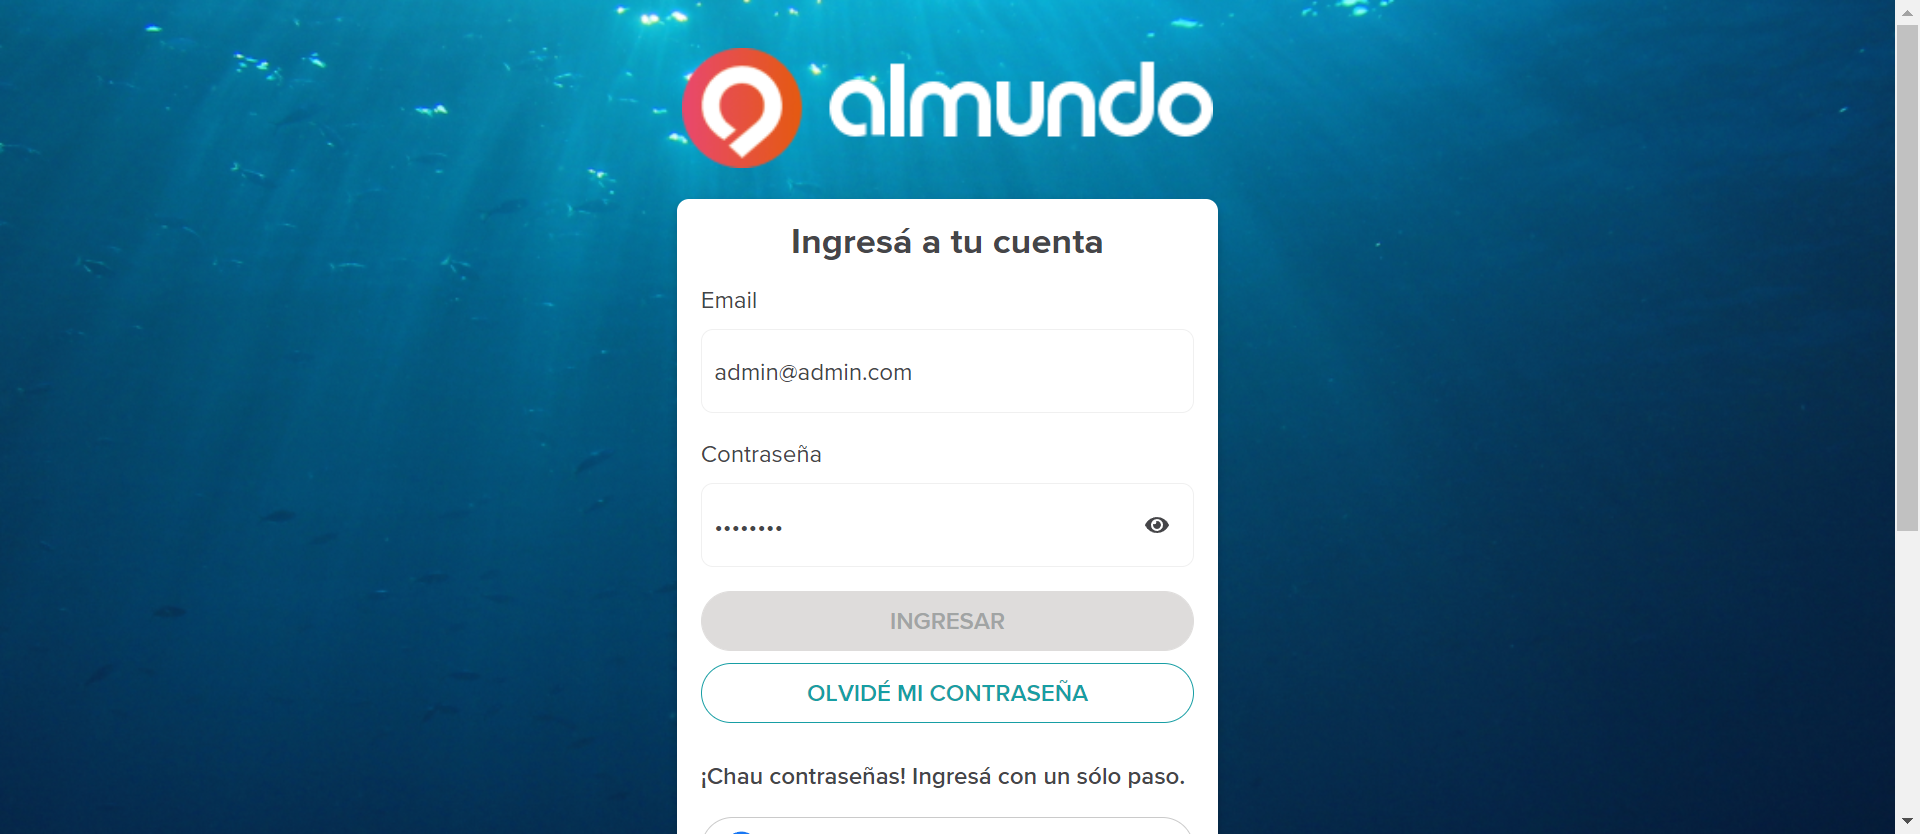 almundo
Ingresá a tu cuenta
Email
admin@admin.com
Contraseña
••••••••
INGRESAR
OLVIDÉ MI CONTRASEÑA
¡Chau contraseñas! Ingresá con un sólo paso.